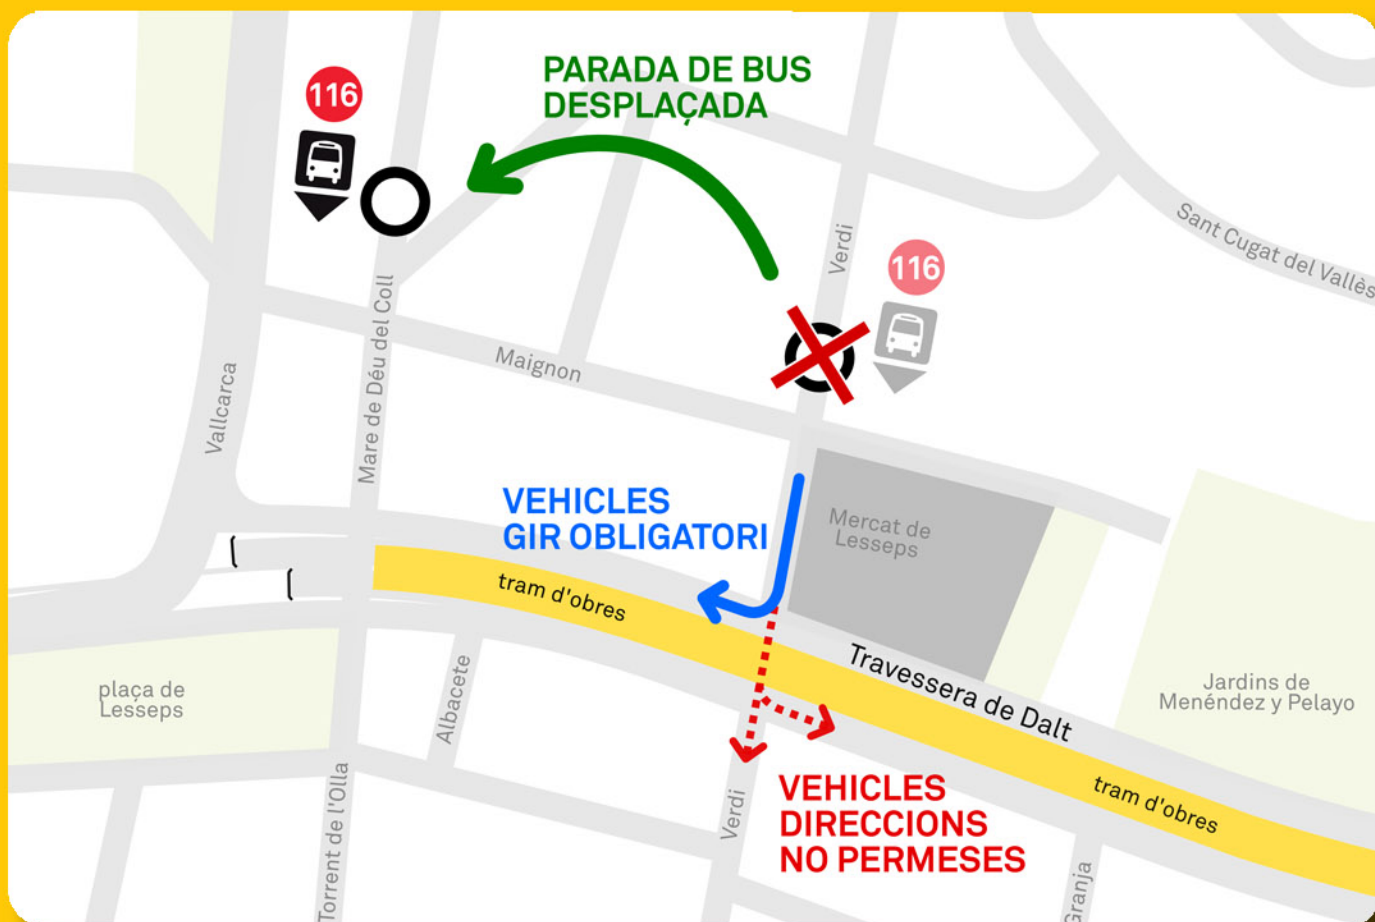 PARADA DE BUS
DESPLAÇADA
116
Verdi
Sant Cugat del Vallès
116
Mare de Déu del Coll
Maignon
Vallcarca
VEHICLES
GIR OBLIGATORI
Mercat de
Lesseps
tram d'obres
Travessera de Dalt
plaça de
Lesseps
Albacete
Jardins de
Menéndez y Pelayo
Torrent de l'Olla
Verdi
VEHICLES
DIRECCIONS
NO PERMESES
tram d'obres
Granja